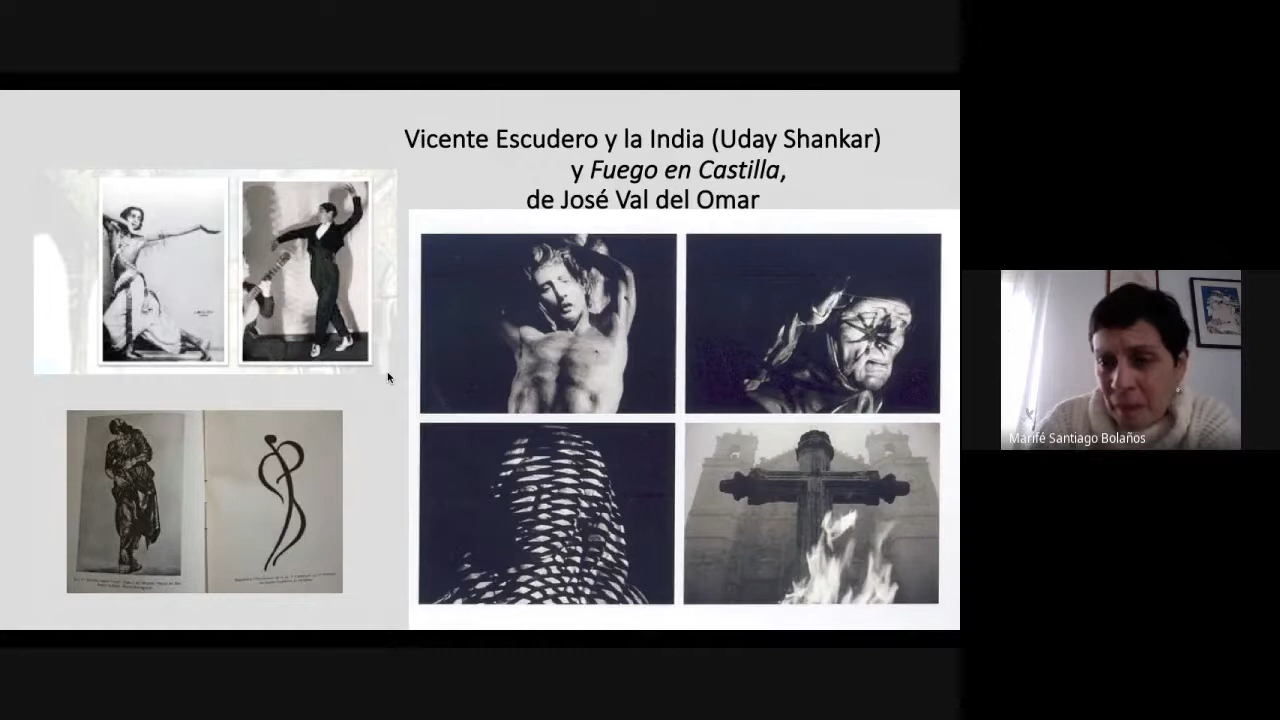 Vicente Escudero y la India (Uday Shankar)
y Fuego en Castilla,
de José Val del Omar
Marifé Santiago Bolaños